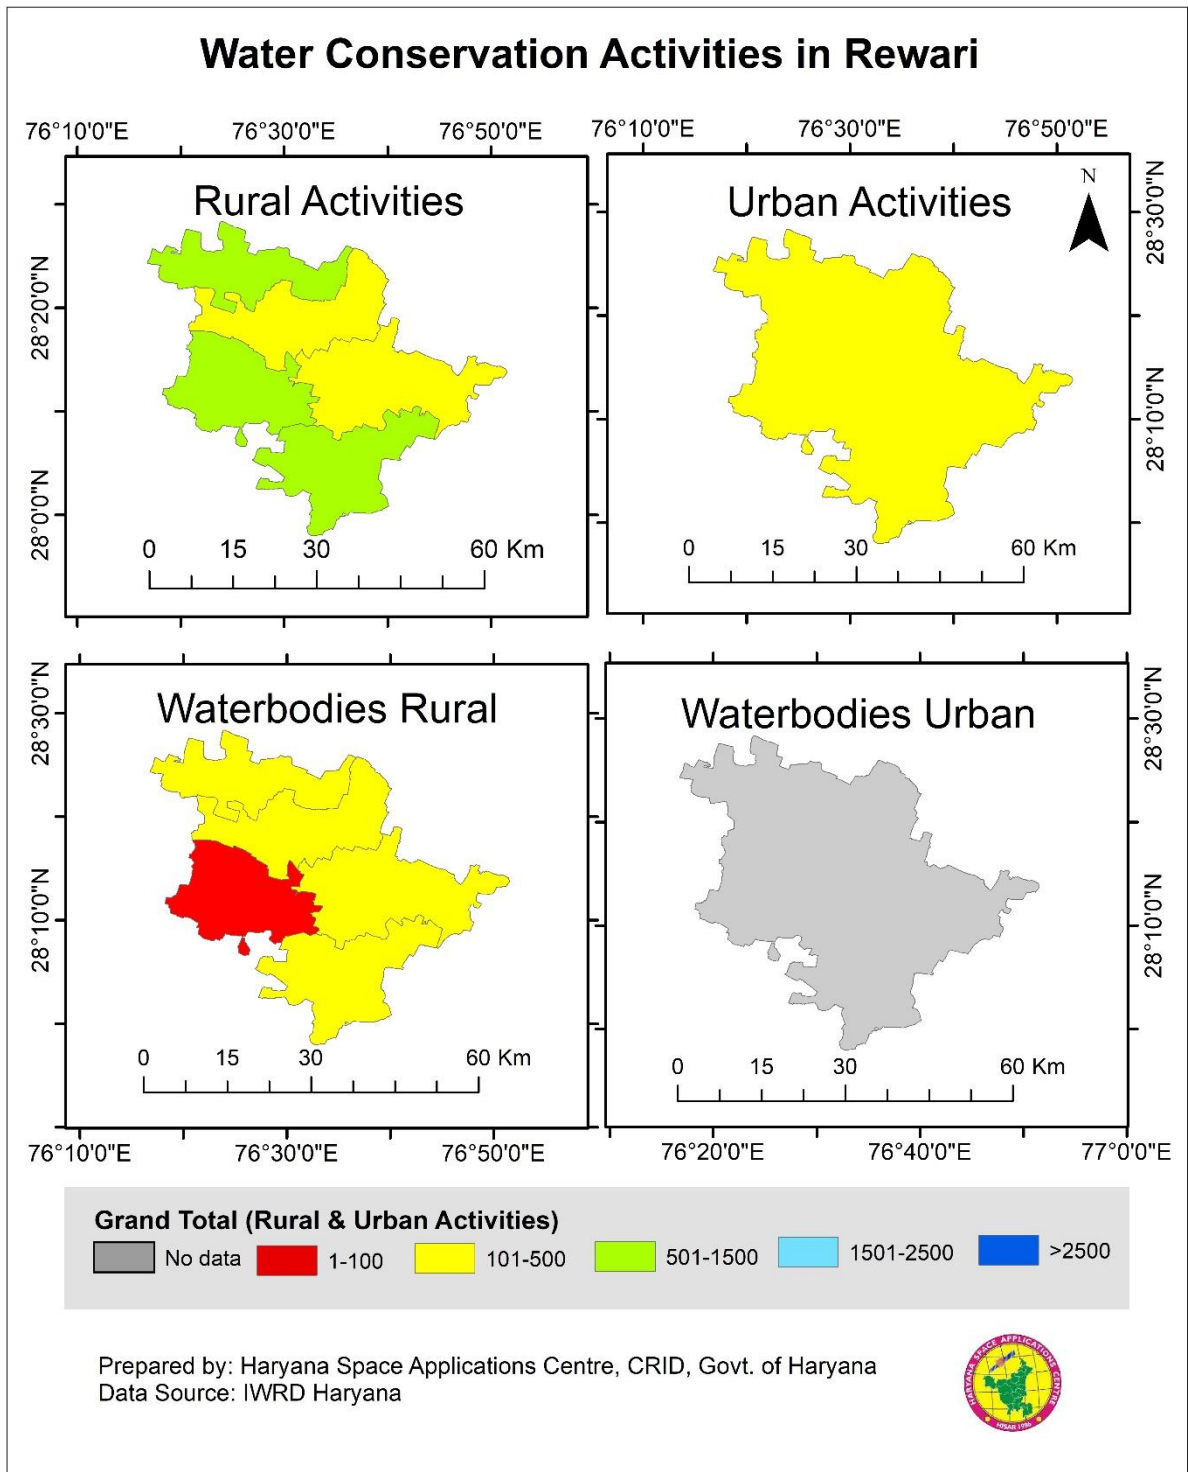 Water Conservation Activities in Rewari
76°10'0"E 76°30'0"E 76°50'0"E 76°10'0"E 76°30'0"E 76°50'0"E
Rural Activities
Urban Activities
N
28°20'0"N
28°0'0"N
28°30'0"N
28°10'0"N
0 15 30 60 Km
0 15 30 60 Km
Waterbodies Rural
Waterbodies Urban
28°30'0"N
28°10'0"N
28°30'0"N
28°10'0"N
0 15 30 60 Km
0 15 30 60 Km
76°10'0"E 76°30'0"E 76°50'0"E 76°20'0"E 76°40'0"E 77°0'0"E
Grand Total (Rural & Urban Activities)
No data 1-100 101-500 501-1500 1501-2500 >2500
Prepared by: Haryana Space Applications Centre, CRID, Govt. of Haryana
Data Source: IWRD Haryana
HARYANA SPACE APPLICATIONS CENTRE
HISAR 1986